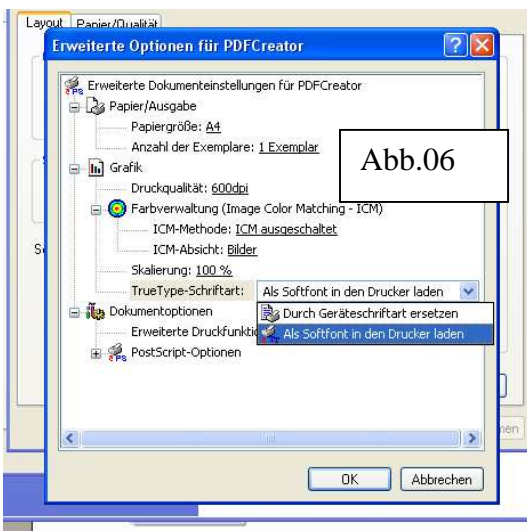 Layout Papier/Qualität
Erweiterte Optionen für PDFCreator
Erweiterte Dokumenteinstellungen für PDFCreator
Papier/Ausgabe
Papiergröße: A4
Anzahl der Exemplare: 1 Exemplar
Abb.06
Grafik
Druckqualität: 600dpi
Farbverwaltung (Image Color Matching - ICM)
ICM-Methode: ICM ausgeschaltet
ICM-Absicht: Bilder
Skalierung: 100 %
TrueType-Schriftart: Als Softfont in den Drucker laden
Durch Geräteschriftart ersetzen
Dokumentoptionen
Erweiterte Druckfunktio
Als Softfont in den Drucker laden
PostScript-Optionen
OK Abbrechen